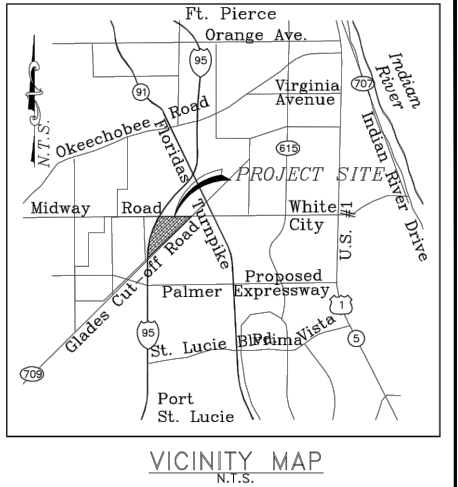 Ft. Pierce
Orange Ave.
95
91
Virginia
Avenue
707
Indian
River
N.T.S.
Okeechobee Road
Floridas
Turnpike
615
Indian River Drive
PROJECT SITE
Midway Road
White
City
U.S. #1
Glades Cut-off Road
Proposed
Palmer Expressway
1
95
St. Lucie Blvd.
Prima Vista
5
709
Port
St. Lucie
VICINITY MAP
N.T.S.